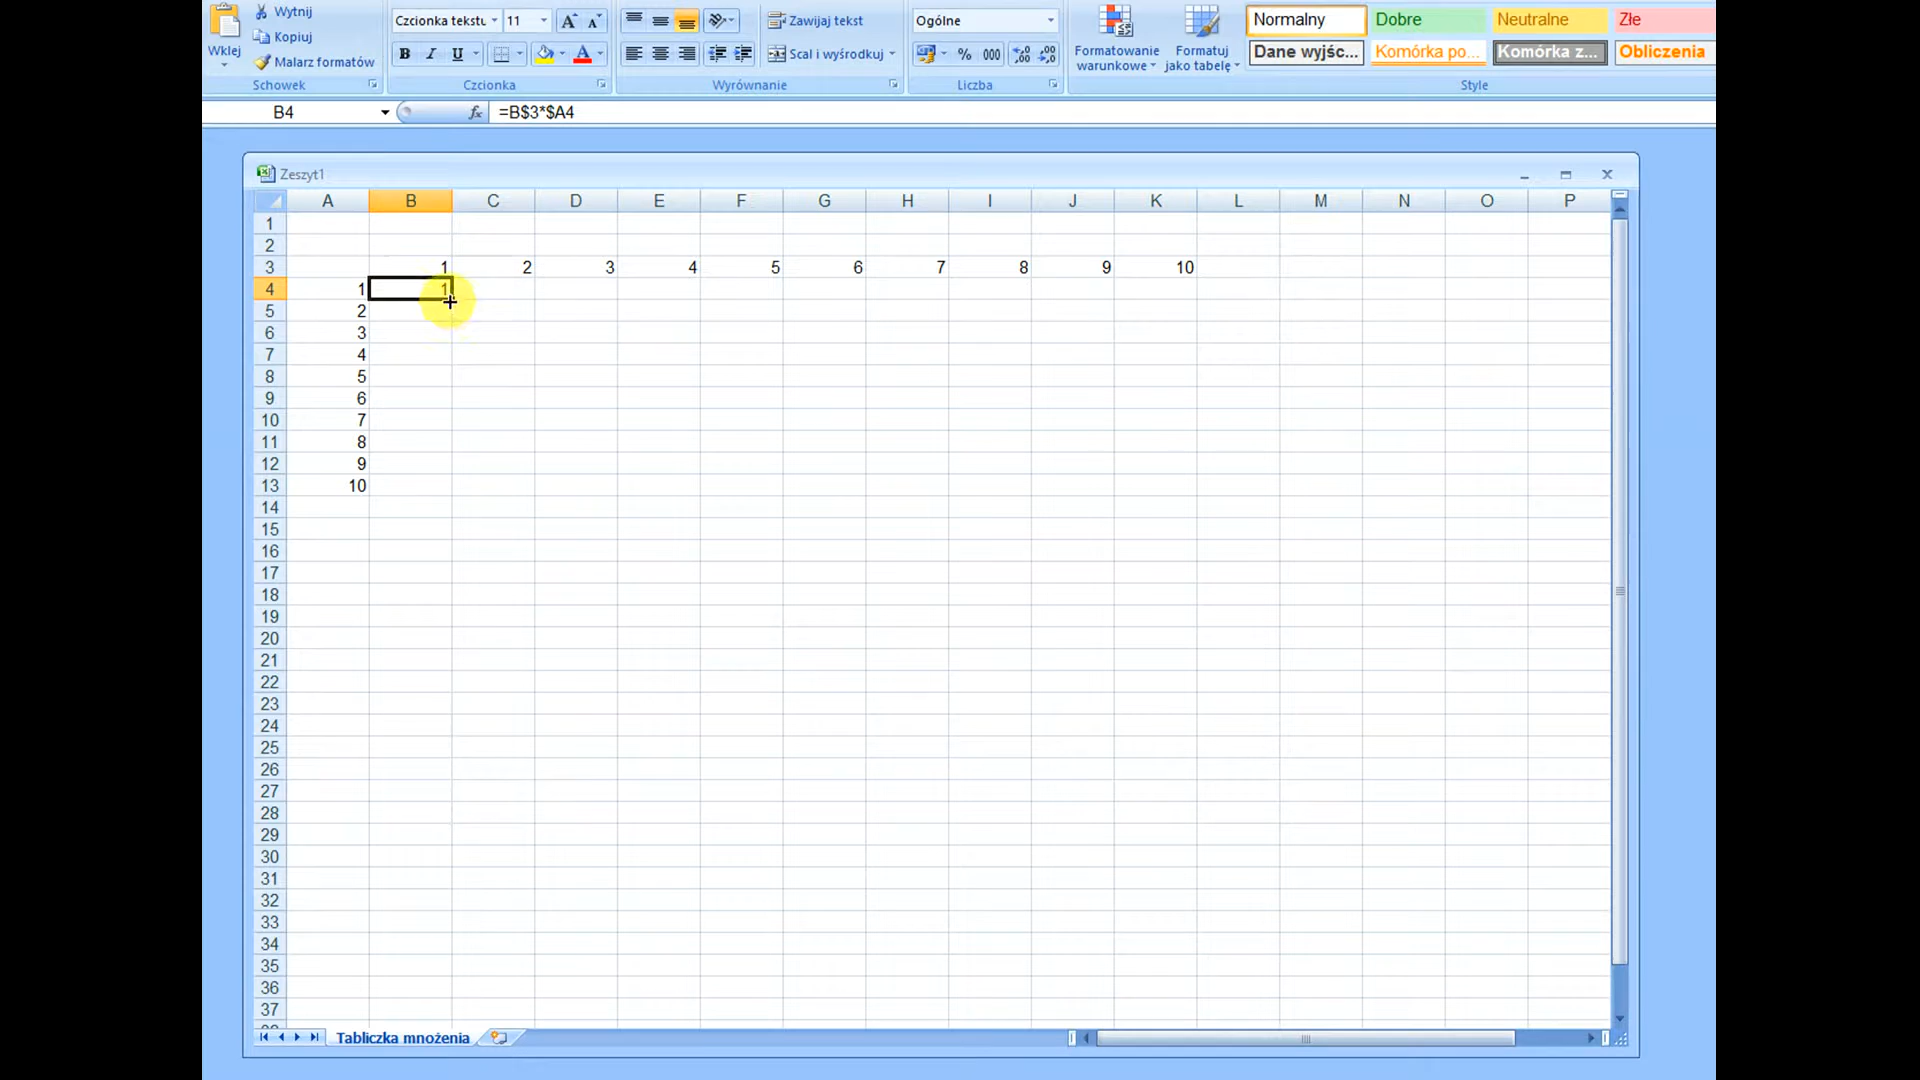 Wklej
Wytnij
Kopiuj
Malarz formatów
Schowek
Czcionka tekstu
11
A
A
B
I
U
A
Czcionka
Zawijaj tekst
Scal i wyśrodkuj
Wyrównanie
Ogólne
%
000
Liczba
Formatowanie
warunkowe
Formatuj
jako tabelę
Normalny
Dobre
Neutralne
Złe
Dane wyjśc...
Komórka po...
Komórka z...
Obliczenia
Style
B4
fx
=B$3*$A4
Zeszyt1
A B C D E F G H I J K L M N O P
1
2
3 1 2 3 4 5 6 7 8 9 10
4 1 1
5 2
6 3
7 4
8 5
9 6
10 7
11 8
12 9
13 10
14
15
16
17
18
19
20
21
22
23
24
25
26
27
28
29
30
31
32
33
34
35
36
37
Tabliczka mnożenia